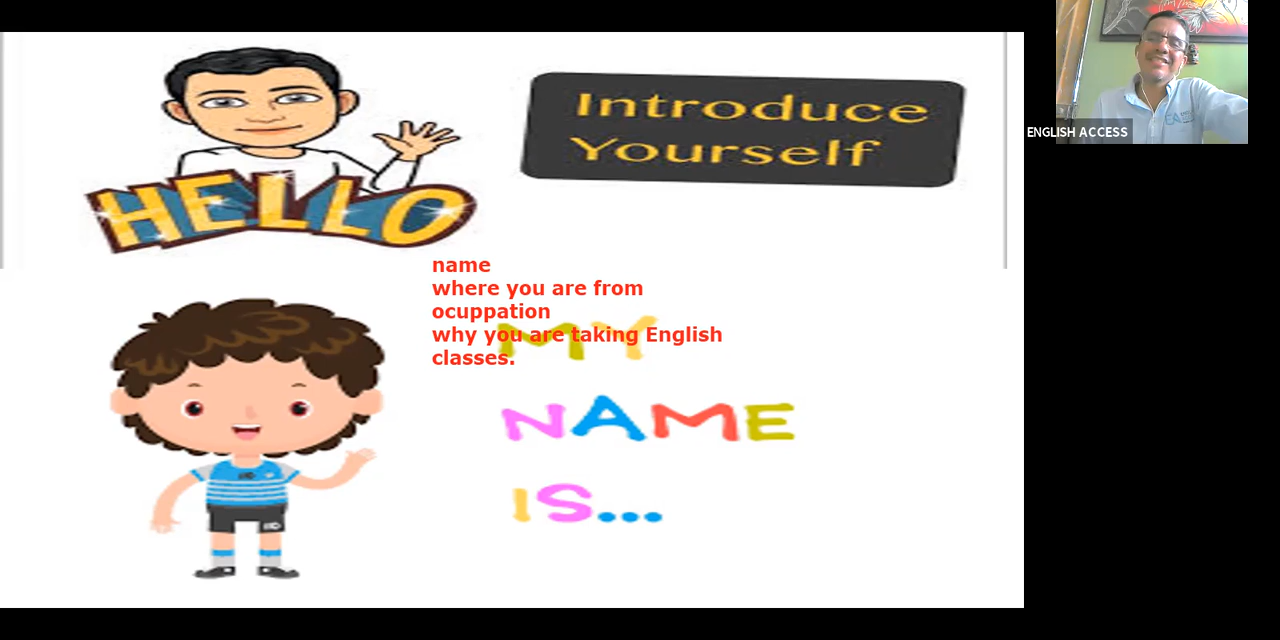 HELLO
Introduce
Yourself
ENGLISH ACCESS
name
where you are from
ocuppation
why you are taking English
classes.
MY
NAME
IS...